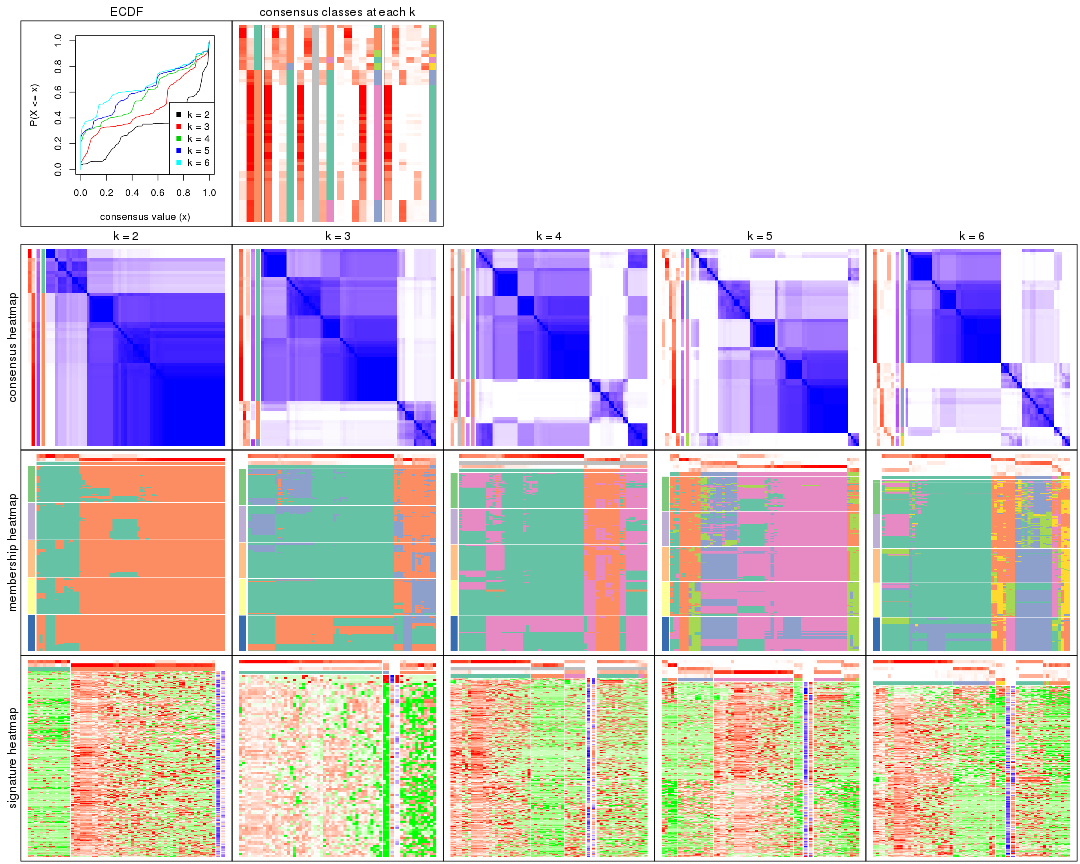 ECDF
consensus classes at each k
P(X <= x)
0.0 0.2 0.4 0.6 0.8 1.0
k = 2
k = 3
k = 4
k = 5
k = 6
0.0 0.2 0.4 0.6 0.8 1.0
consensus value (x)
k = 2
k = 3
k = 4
k = 5
k = 6
consensus heatmap
membership heatmap
signature heatmap